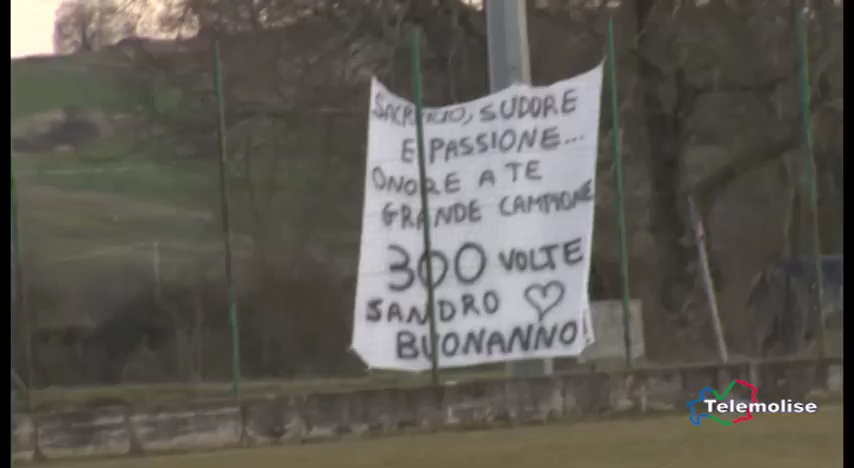 SACRIFICIO, SUDORE
E PASSIONE...
ONORE A TE
GRANDE CAMPIONE
300 VOLTE
SANDRO
BUONANNO!
Telemolise